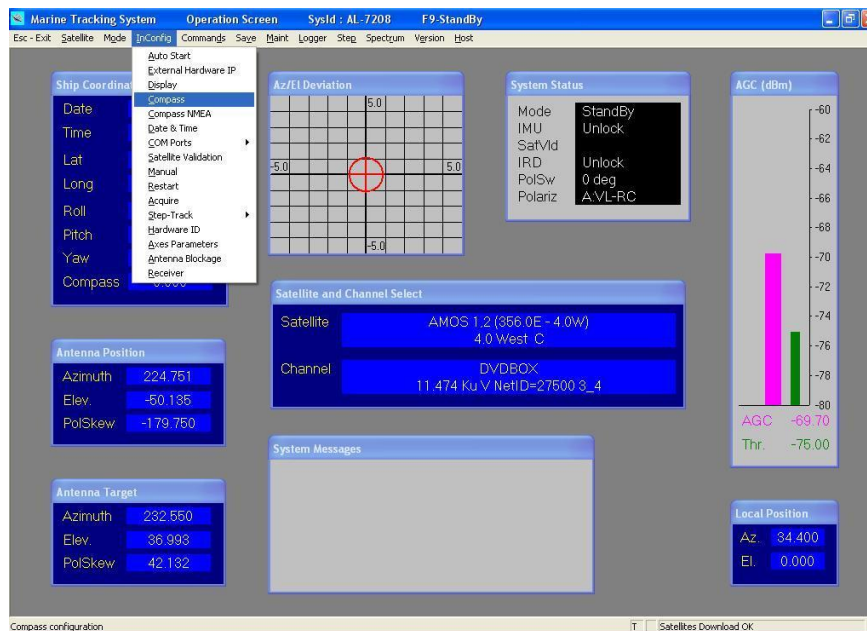 Marine Tracking System Operation Screen SysId : AL-7208 F9-StandBy
Esc - Exit Satellite Mode InConfig Commands Save Maint Logger Step Spectrum Version Host
Auto Start
External Hardware IP
Display
Compass
Compass NMEA
Date & Time
COM Ports
Satellite Validation
Manual
Restart
Acquire
Step-Track
Hardware ID
Axes Parameters
Antenna Blockage
Receiver
Ship Coordina
Date
Time
Lat
Long
Roll
Pitch
Yaw
Compass 0.000
Az/El Deviation
5.0
-5.0 5.0
-5.0
System Status
Mode StandBy
IMU Unlock
SatVld
IRD Unlock
PolSw 0 deg
Polariz A:VL-RC
AGC (dBm)
-60
-62
-64
-66
-68
-70
-72
-74
-76
-78
-80
AGC -69.70
Thr. -75.00
Satellite and Channel Select
Satellite AMOS 1.2 (356.0E - 4.0W)
4.0 West C
Channel DVDBOX
11.474 Ku V NetID=27500 3_4
Antenna Position
Azimuth 224.751
Elev. -50.135
PolSkew -179.750
System Messages
Antenna Target
Azimuth 232.550
Elev. 36.993
PolSkew 42.132
Local Position
Az. 34.400
El. 0.000
Compass configuration T Satellites Download OK